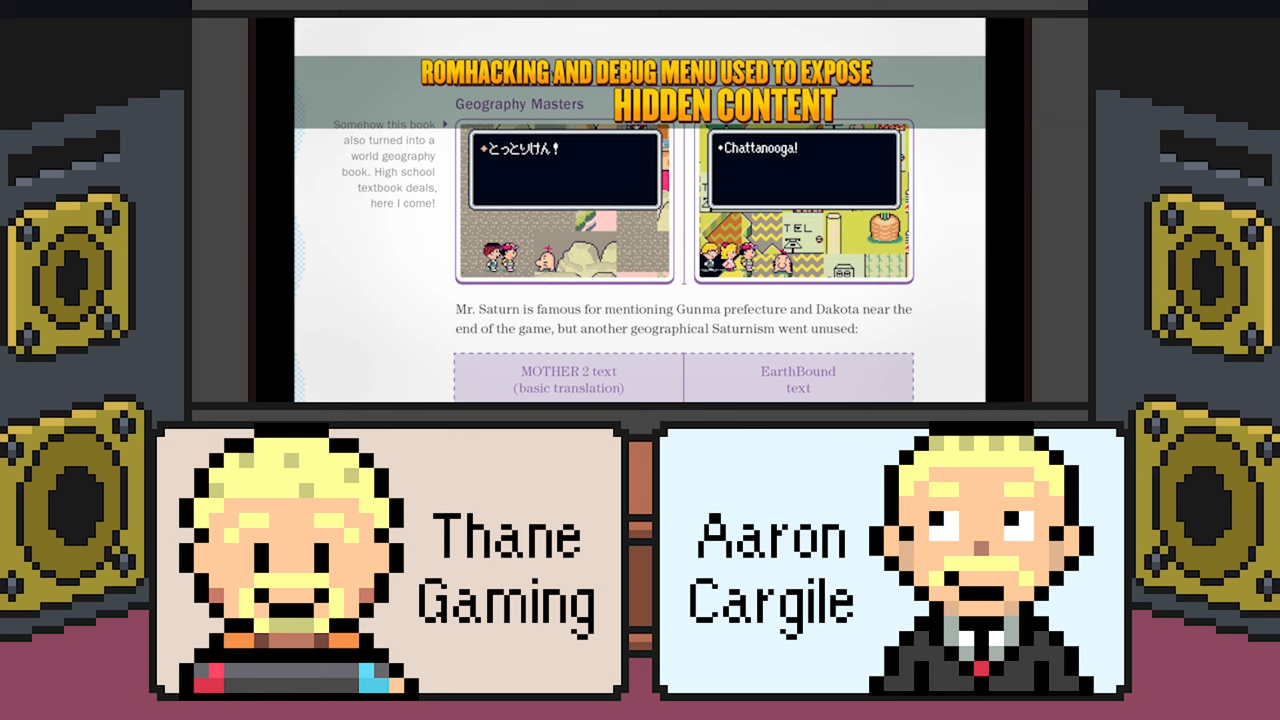 ROMHACKING AND DEBUG MENU USED TO EXPOSE
HIDDEN CONTENT
Geography Masters
Somehow this book
also turned into a
world geography
book. High school
textbook deals,
here I come!
◆とっとりけん!
•Chattanooga!
TEL
Mr. Saturn is famous for mentioning Gunma prefecture and Dakota near the
end of the game, but another geographical Saturnism went unused:
MOTHER 2 text
(basic translation)
EarthBound
text
Thane
Gaming
Aaron
Cargile